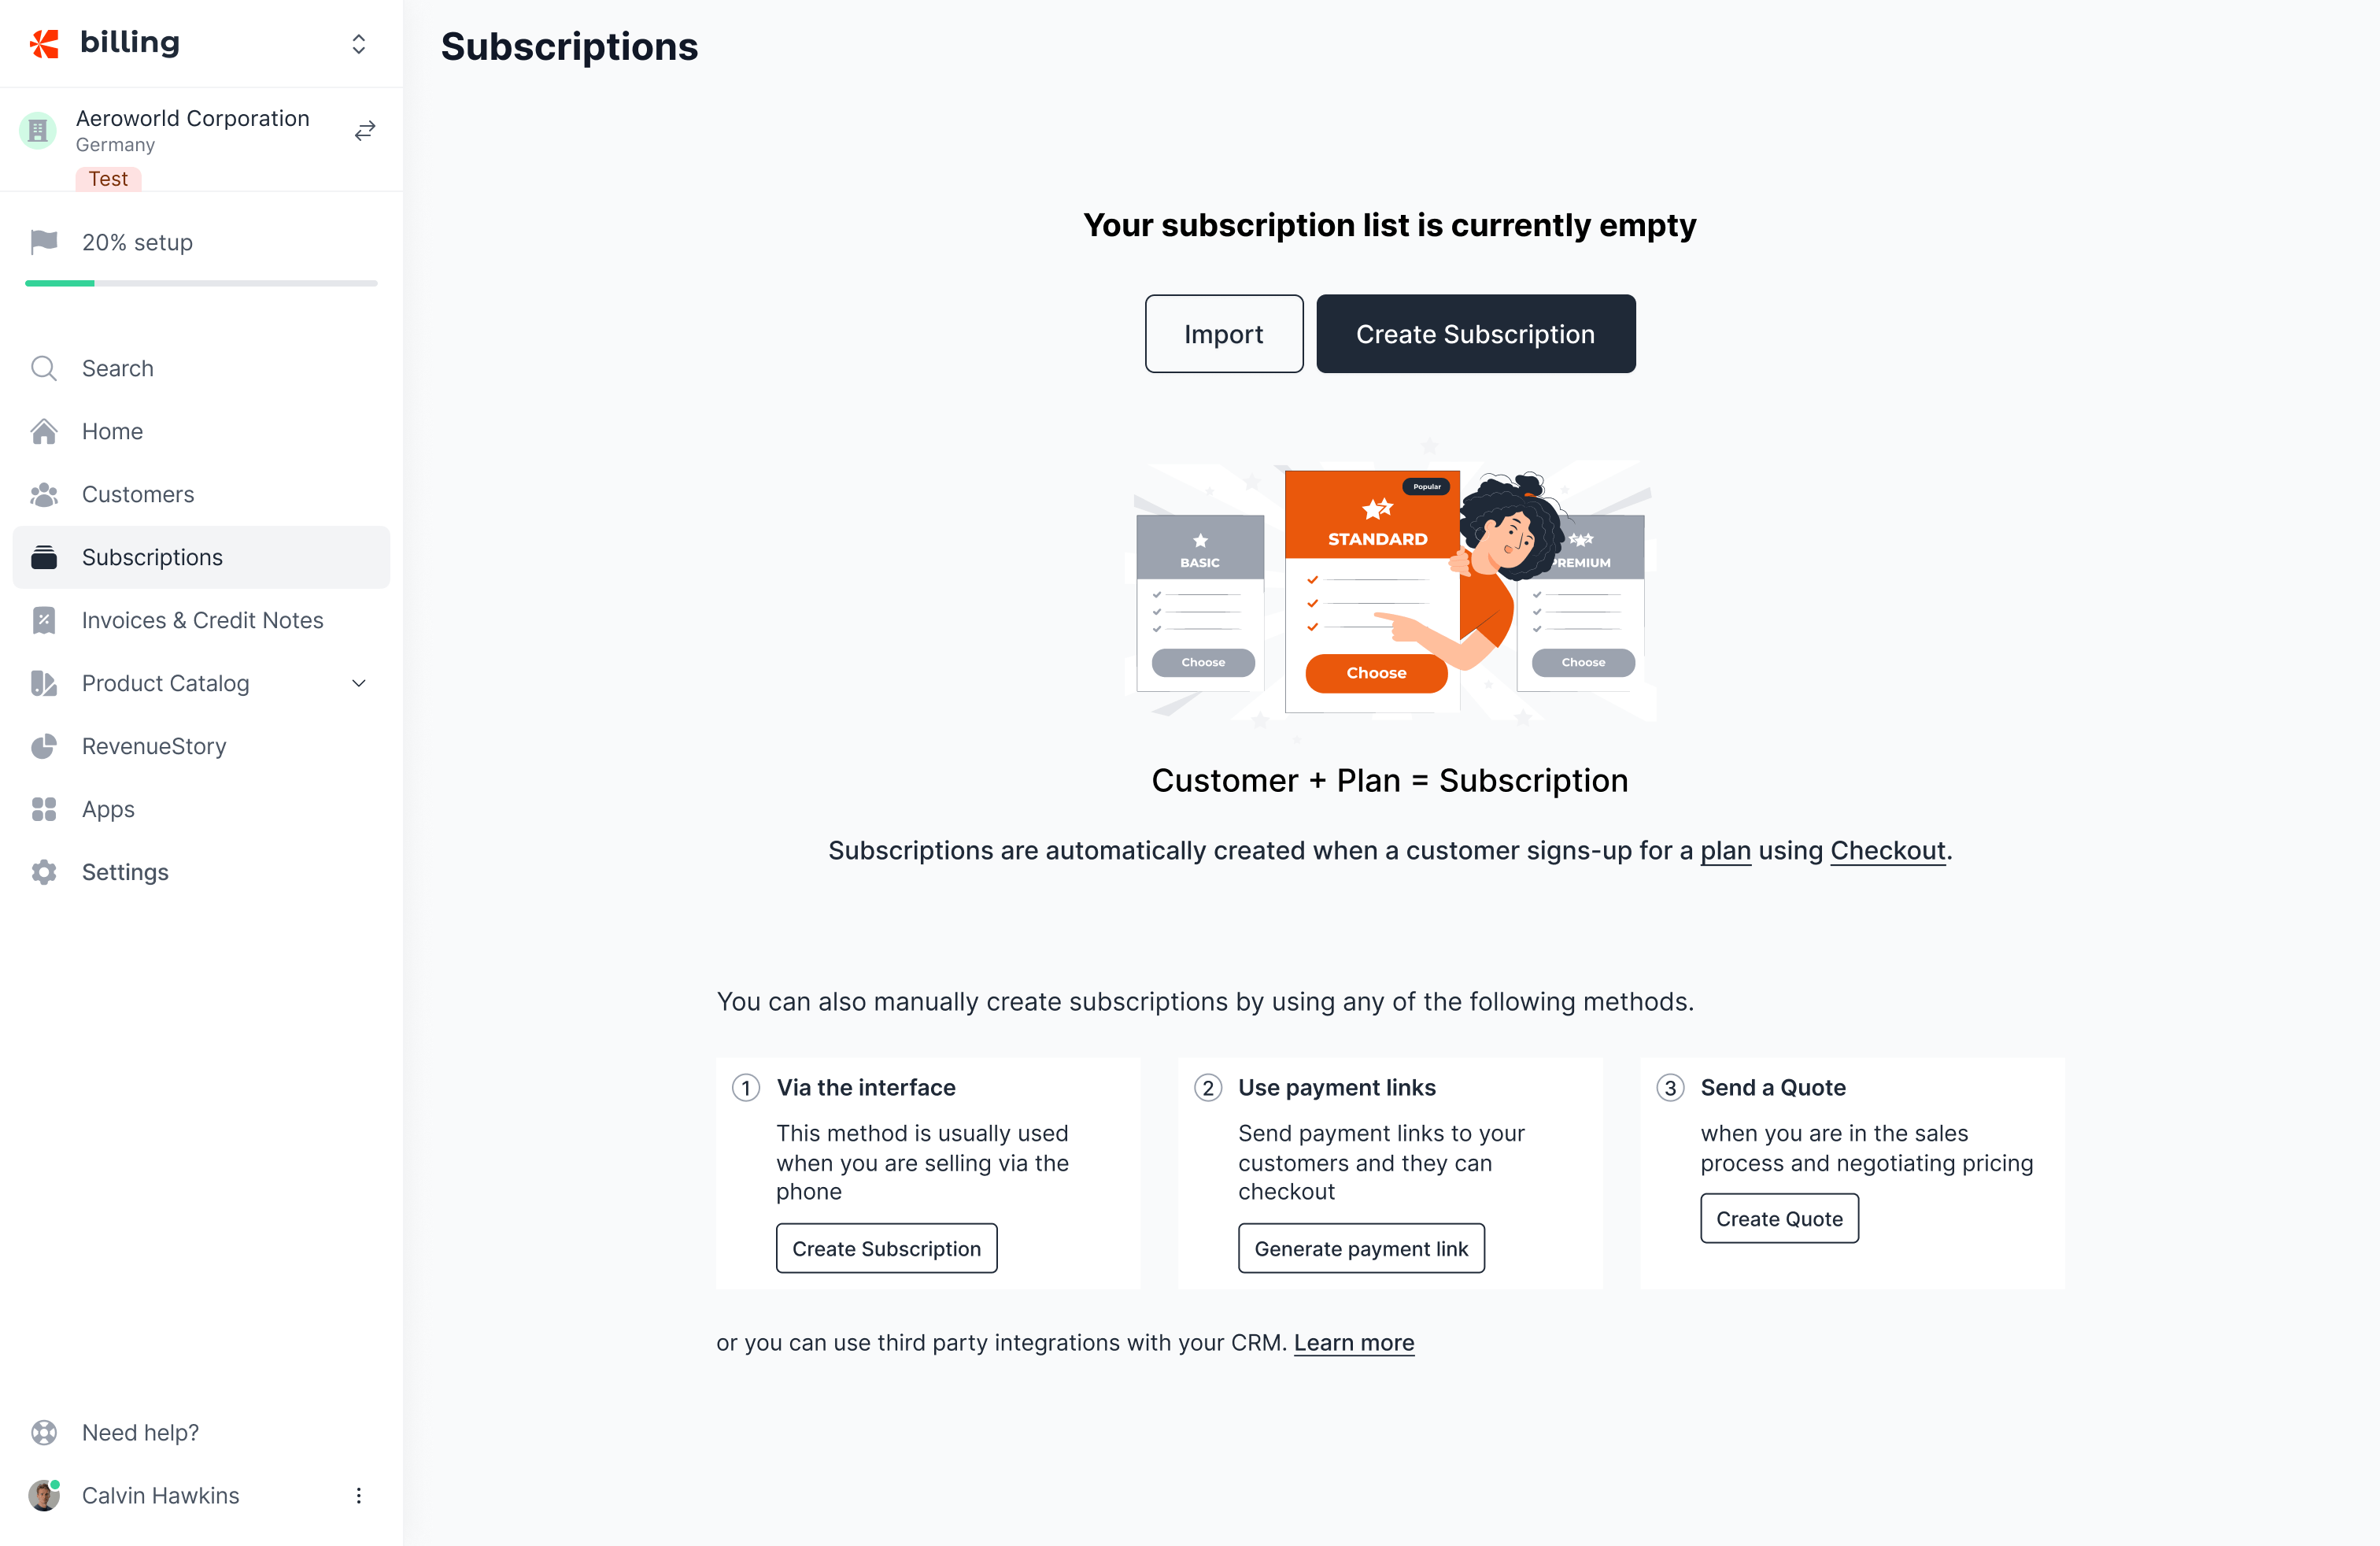 billing
Aeroworld Corporation
Germany
Test
20% setup
Search
Home
Customers
Subscriptions
Invoices & Credit Notes
Product Catalog
RevenueStory
Apps
Settings
Need help?
Calvin Hawkins
Subscriptions
Your subscription list is currently empty
Import
Create Subscription
BASIC
Choose
Popular
STANDARD
Choose
PREMIUM
Choose
Customer + Plan = Subscription
Subscriptions are automatically created when a customer signs-up for a plan using Checkout.
You can also manually create subscriptions by using any of the following methods.
1 Via the interface
This method is usually used
when you are selling via the
phone
Create Subscription
2 Use payment links
Send payment links to your
customers and they can
checkout
Generate payment link
3 Send a Quote
when you are in the sales
process and negotiating pricing
Create Quote
or you can use third party integrations with your CRM. Learn more